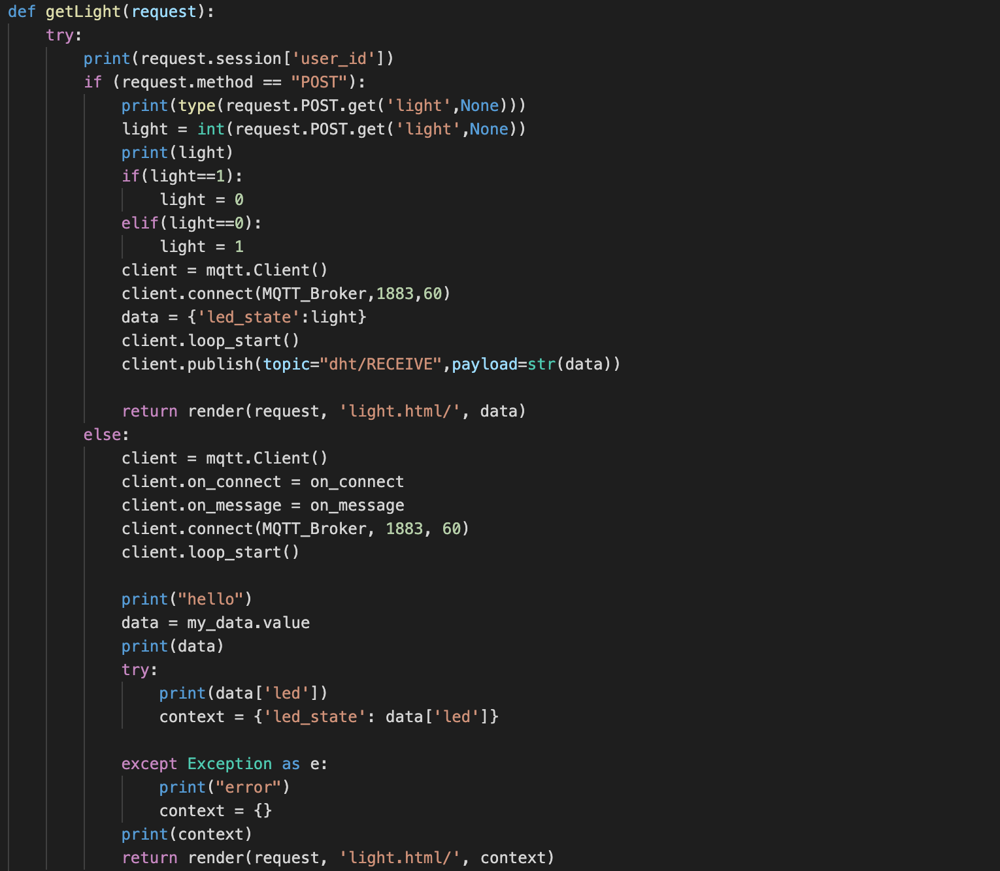 def getLight(request):
    try:
        print(request.session['user_id'])
        if (request.method == "POST"):
            print(type(request.POST.get('light',None)))
            light = int(request.POST.get('light',None))
            print(light)
            if(light==1):
                light = 0
            elif(light==0):
                light = 1
            client = mqtt.Client()
            client.connect(MQTT_Broker,1883,60)
            data = {'led_state':light}
            client.loop_start()
            client.publish(topic="dht/RECEIVE",payload=str(data))

            return render(request, 'light.html/', data)
        else:
            client = mqtt.Client()
            client.on_connect = on_connect
            client.on_message = on_message
            client.connect(MQTT_Broker, 1883, 60)
            client.loop_start()

            print("hello")
            data = my_data.value
            print(data)
            try:
                print(data['led'])
                context = {'led_state': data['led']}

            except Exception as e:
                print("error")
                context = {}
            print(context)
            return render(request, 'light.html/', context)